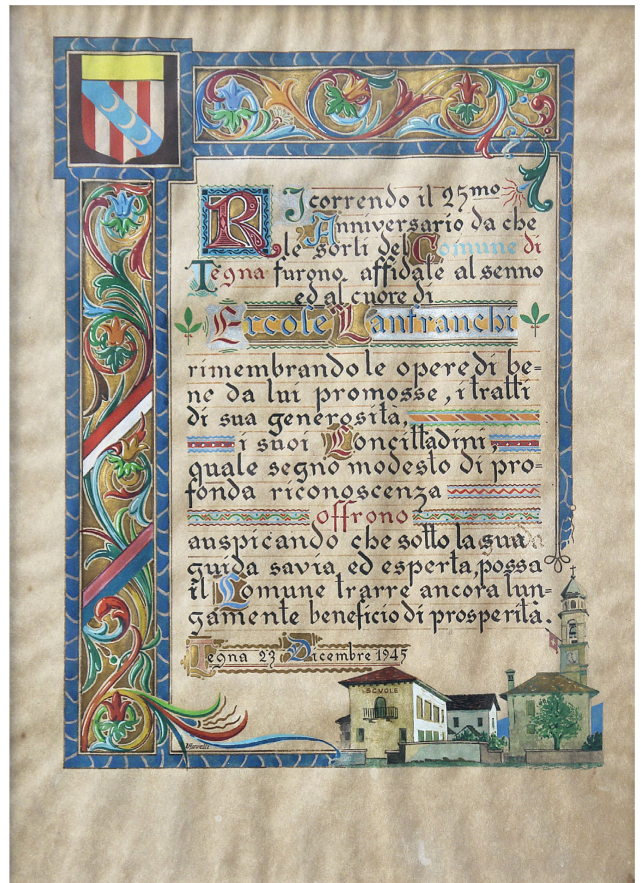 Ricorrendo il 25mo
Anniversario da che
le sorti del Comune di
Tegna furono affidate al senno
ed al cuore di
Ercole Lanfranchi
rimembrando le opere di be=
ne da lui promosse, i tratti
di sua generosità,
i suoi Concittadini,
quale segno modesto di pro=
fonda riconoscenza
offrono
auspicando che sotto la sua
guida savia, ed esperta, possa
il Comune trarre ancora lun=
gamente beneficio di prosperità.
Tegna 23 Dicembre 1945
SCUOLE